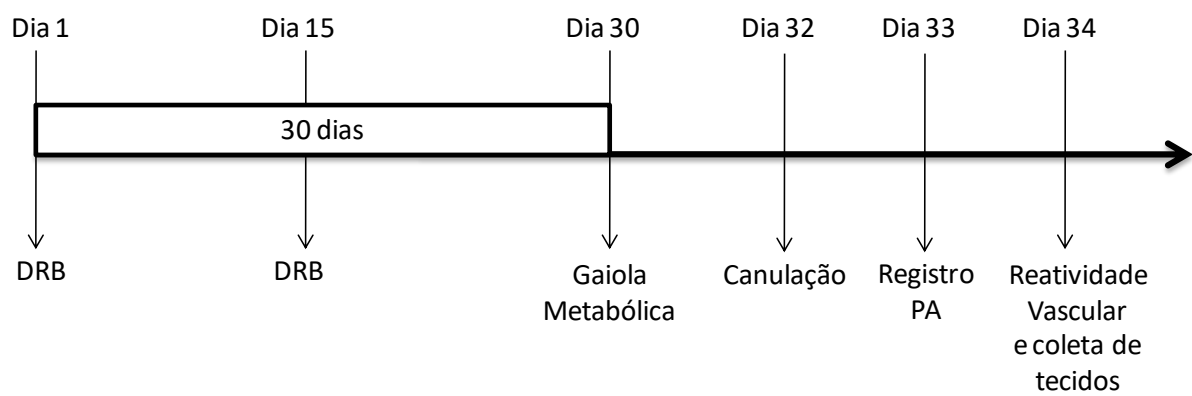 Dia 1
Dia 15
Dia 30
Dia 32
Dia 33
Dia 34
30 dias
DRB
DRB
Gaiola
Metabólica
Canulação
Registro
PA
Reatividade
Vascular
e coleta de
tecidos